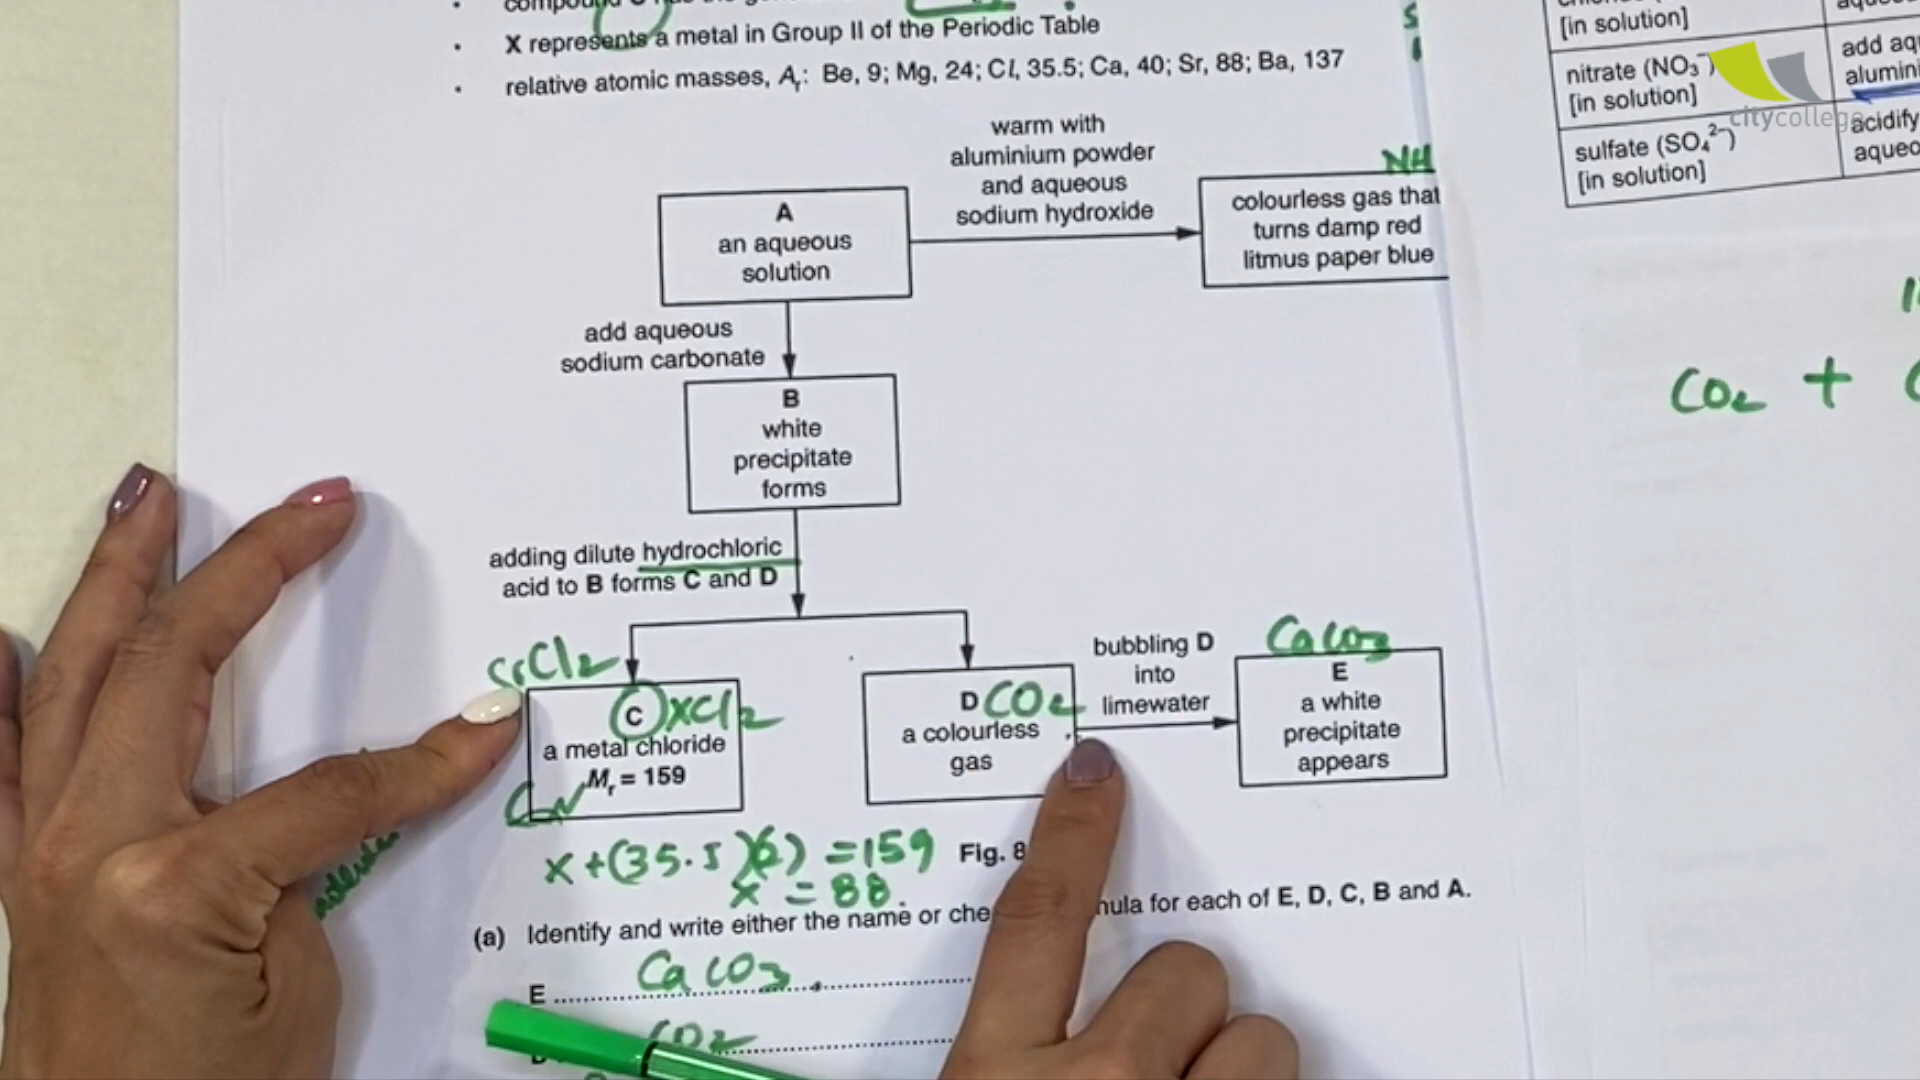 X represents a metal in Group II of the Periodic Table
relative atomic masses, Ar: Be, 9; Mg, 24; Cl, 35.5; Ca, 40; Sr, 88; Ba, 137
warm with
aluminium powder
and aqueous
sodium hydroxide
NH
A
an aqueous
solution
colourless gas that
turns damp red
litmus paper blue
add aqueous
sodium carbonate
B
white
precipitate
forms
adding dilute hydrochloric
acid to B forms C and D
SrCl2
C XCl2
a metal chloride
Mr = 159
D CO2
a colourless
gas
bubbling D
into
limewater
CaCO3
E
a white
precipitate
appears
x + (35.5)(2) = 159
x = 88.
Fig. 8
(a) Identify and write either the name or che
mula for each of E, D, C, B and A.
E CaCO3
CO2
[in solution]
nitrate (NO3−)
[in solution]
add aq
alumini
sulfate (SO4 2−)
[in solution]
acidify
aqueo
citycollege
CO2 +